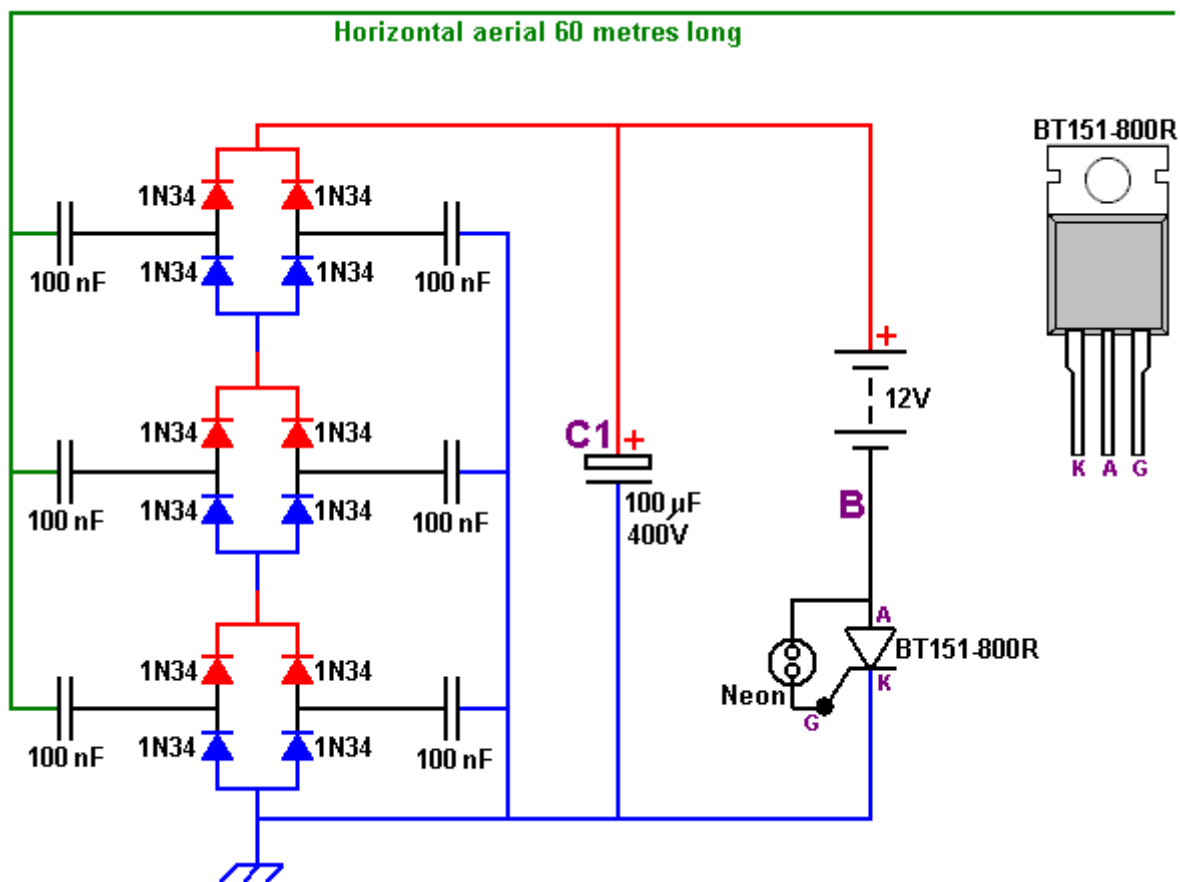 Horizontal aerial 60 metres long
BT151-800R
1N34 1N34
1N34 1N34
100 nF 100 nF
+
12V
1N34 1N34
C1 +
K A G
1N34 1N34
100 nF 100 nF
100 µF
400V
B
A
1N34 1N34
BT151-800R
K
Neon
G
1N34 1N34
100 nF 100 nF